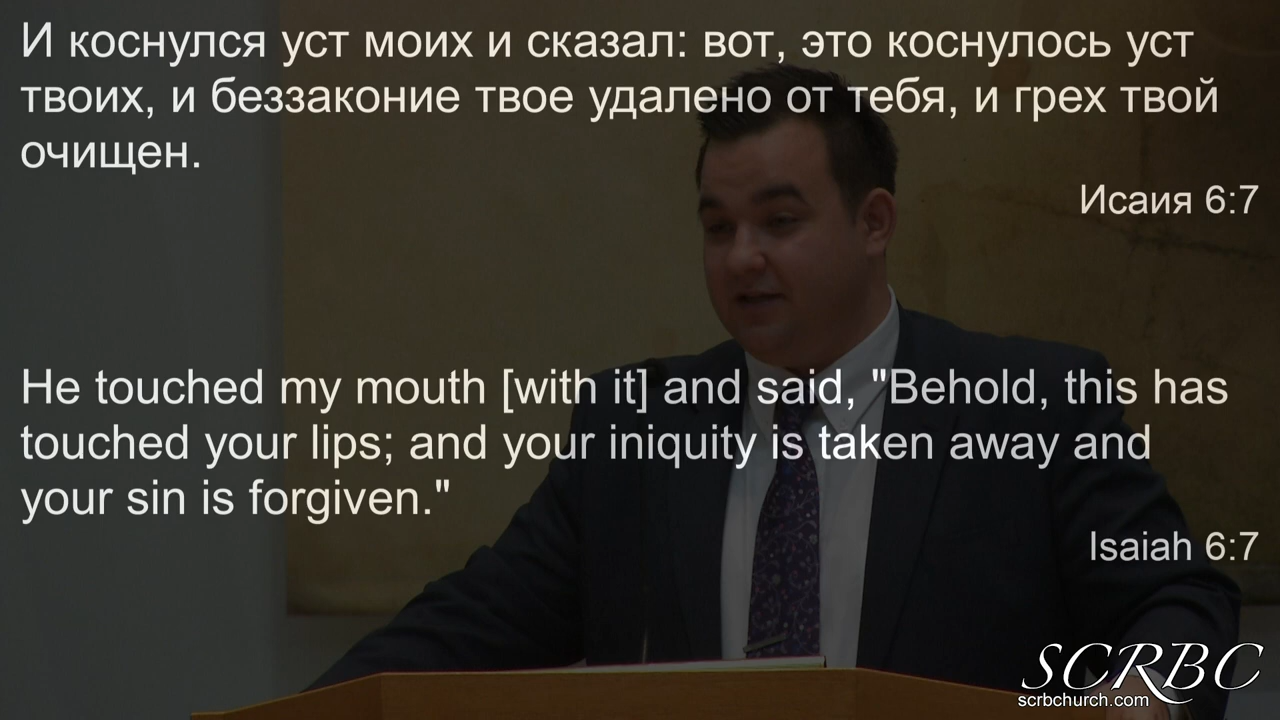 И коснулся уст моих и сказал: вот, это коснулось уст
твоих, и беззаконие твое удалено от тебя, и грех твой
очищен.
Исаия 6:7
He touched my mouth [with it] and said, "Behold, this has
touched your lips; and your iniquity is taken away and
your sin is forgiven."
Isaiah 6:7
SCRBC
scrbchurch.com